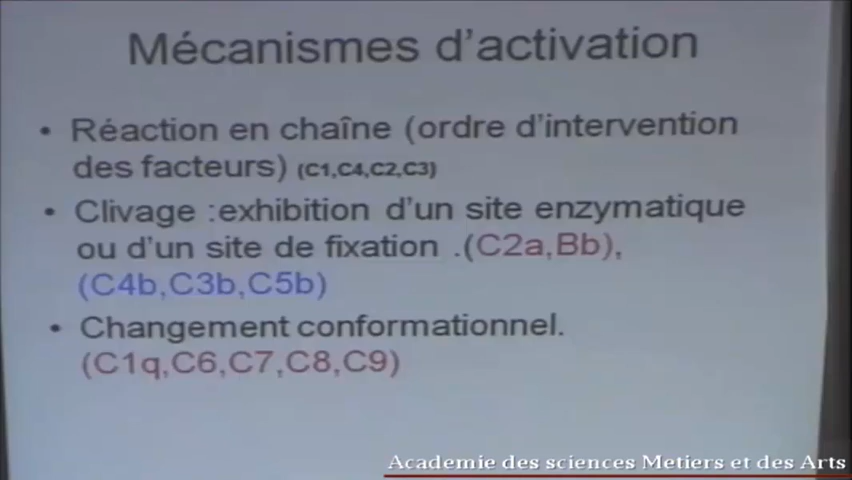 Mécanismes d'activation
• Réaction en chaîne (ordre d'intervention
des facteurs) (C1,C4,C2,C3)
• Clivage :exhibition d'un site enzymatique
ou d'un site de fixation .(C2a,Bb),
(C4b,C3b,C5b)
• Changement conformationnel.
(C1q,C6,C7,C8,C9)
Academie des sciences Metiers et des Arts